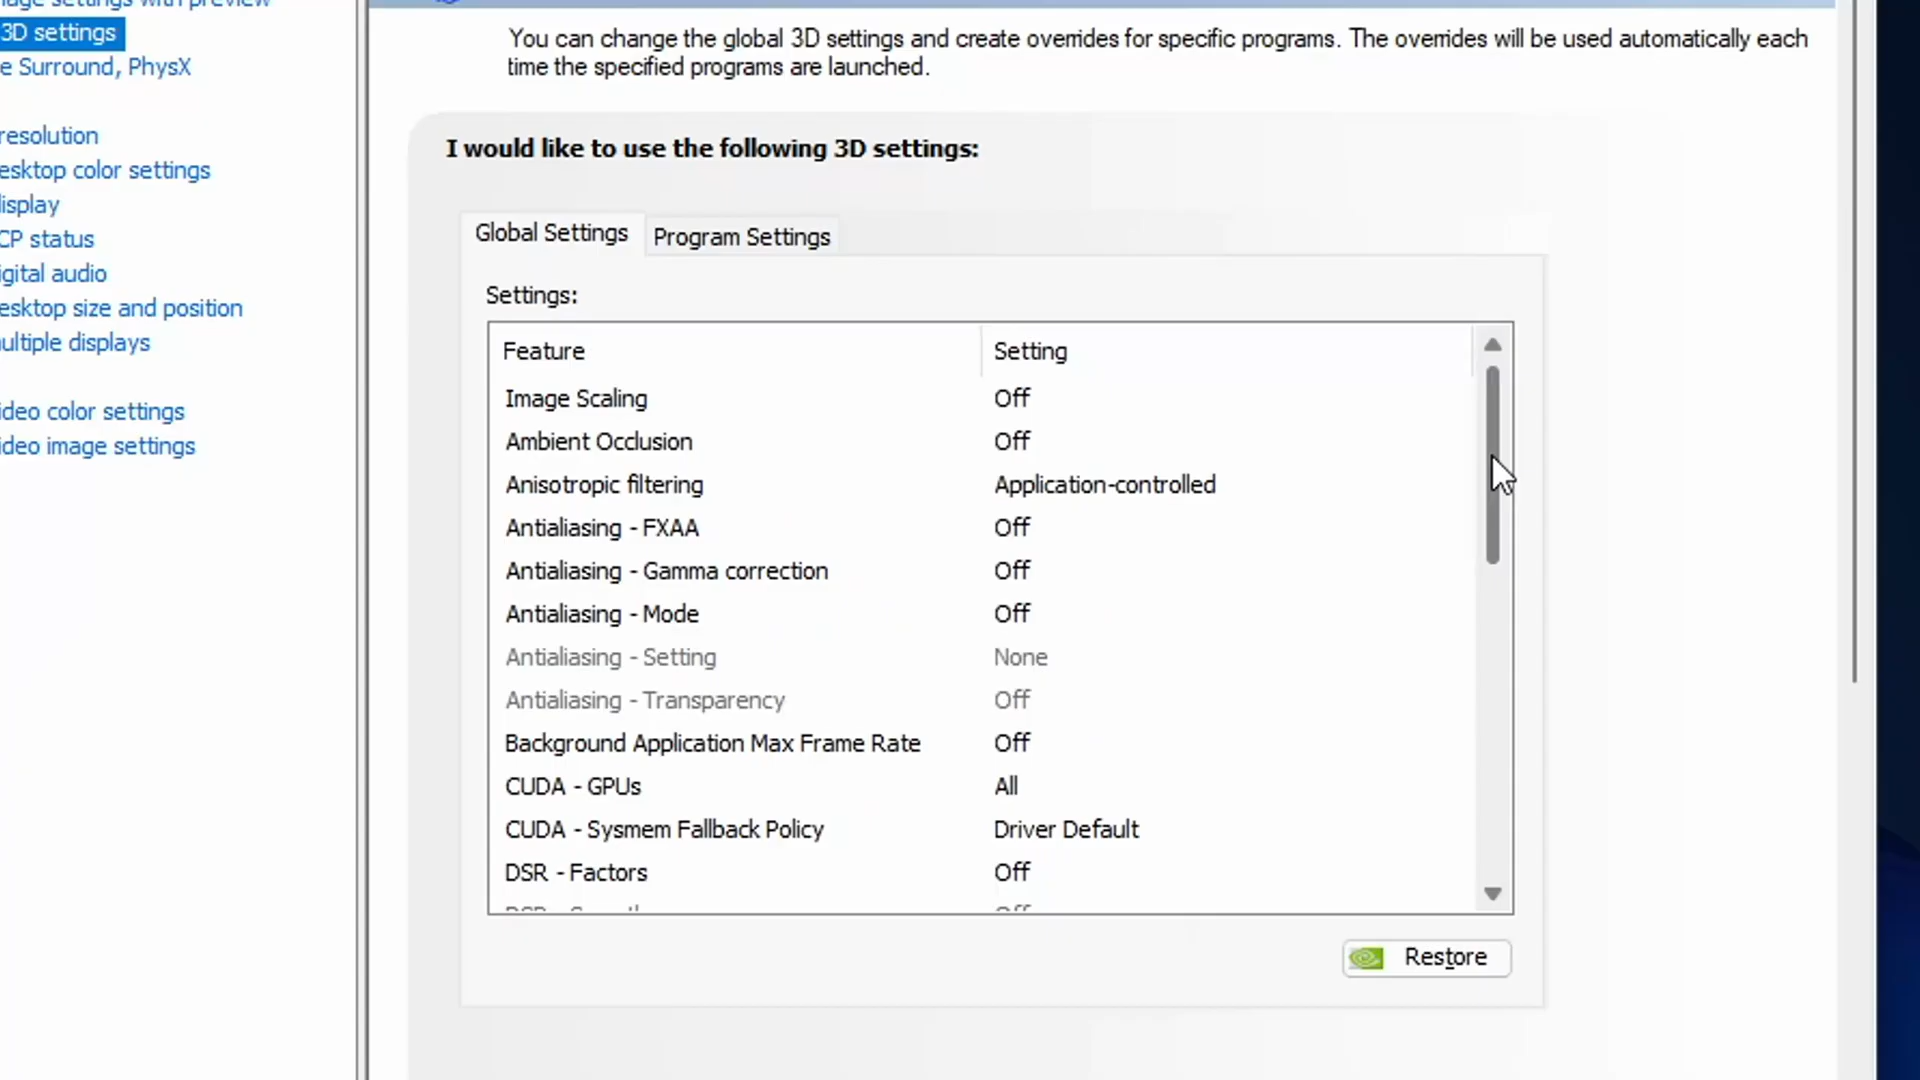 settings with preview
3D settings
e Surround, PhysX
resolution
esktop color settings
isplay
CP status
igital audio
esktop size and position
ultiple displays
ideo color settings
ideo image settings
You can change the global 3D settings and create overrides for specific programs. The overrides will be used automatically each
time the specified programs are launched.
I would like to use the following 3D settings:
Global Settings
Program Settings
Settings:
Feature Setting
Image Scaling Off
Ambient Occlusion Off
Anisotropic filtering Application-controlled
Antialiasing - FXAA Off
Antialiasing - Gamma correction Off
Antialiasing - Mode Off
Antialiasing - Setting None
Antialiasing - Transparency Off
Background Application Max Frame Rate Off
CUDA - GPUs All
CUDA - Sysmem Fallback Policy Driver Default
DSR - Factors Off
Restore